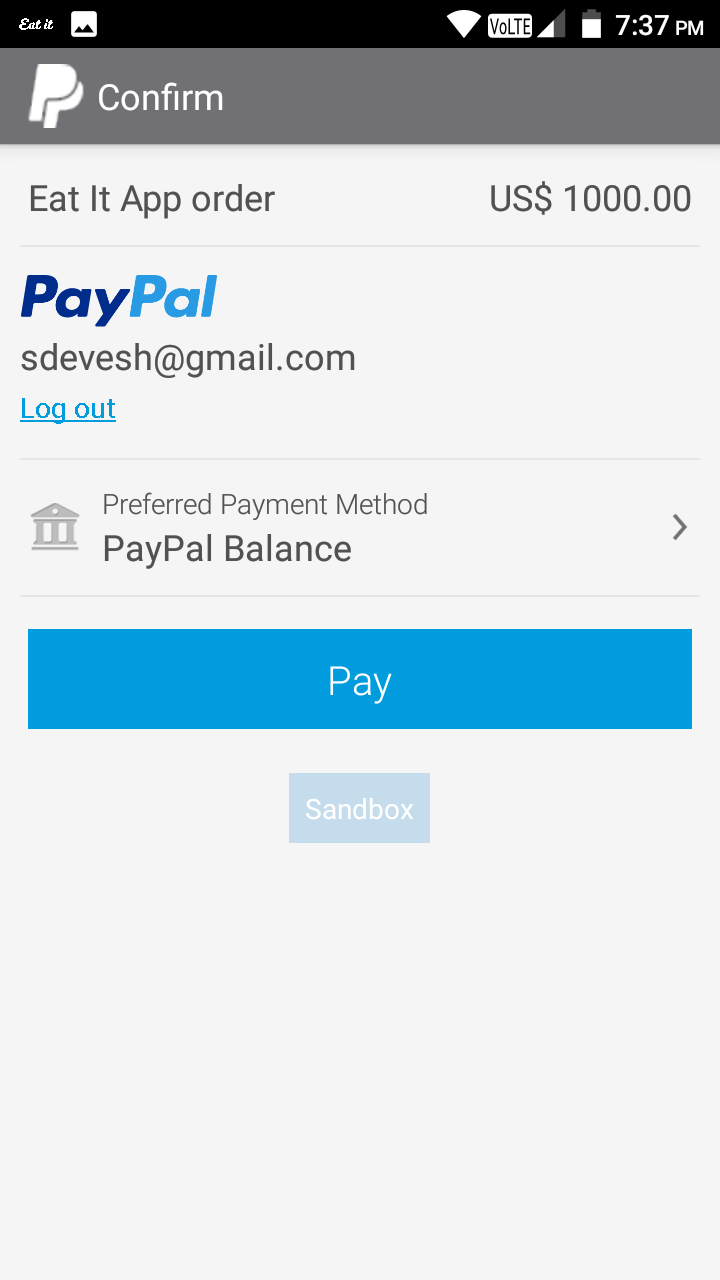 Eat it VoLTE 7:37 PM
Confirm
Eat It App order US$ 1000.00
PayPal
sdevesh@gmail.com
Log out
Preferred Payment Method
PayPal Balance
Pay
Sandbox